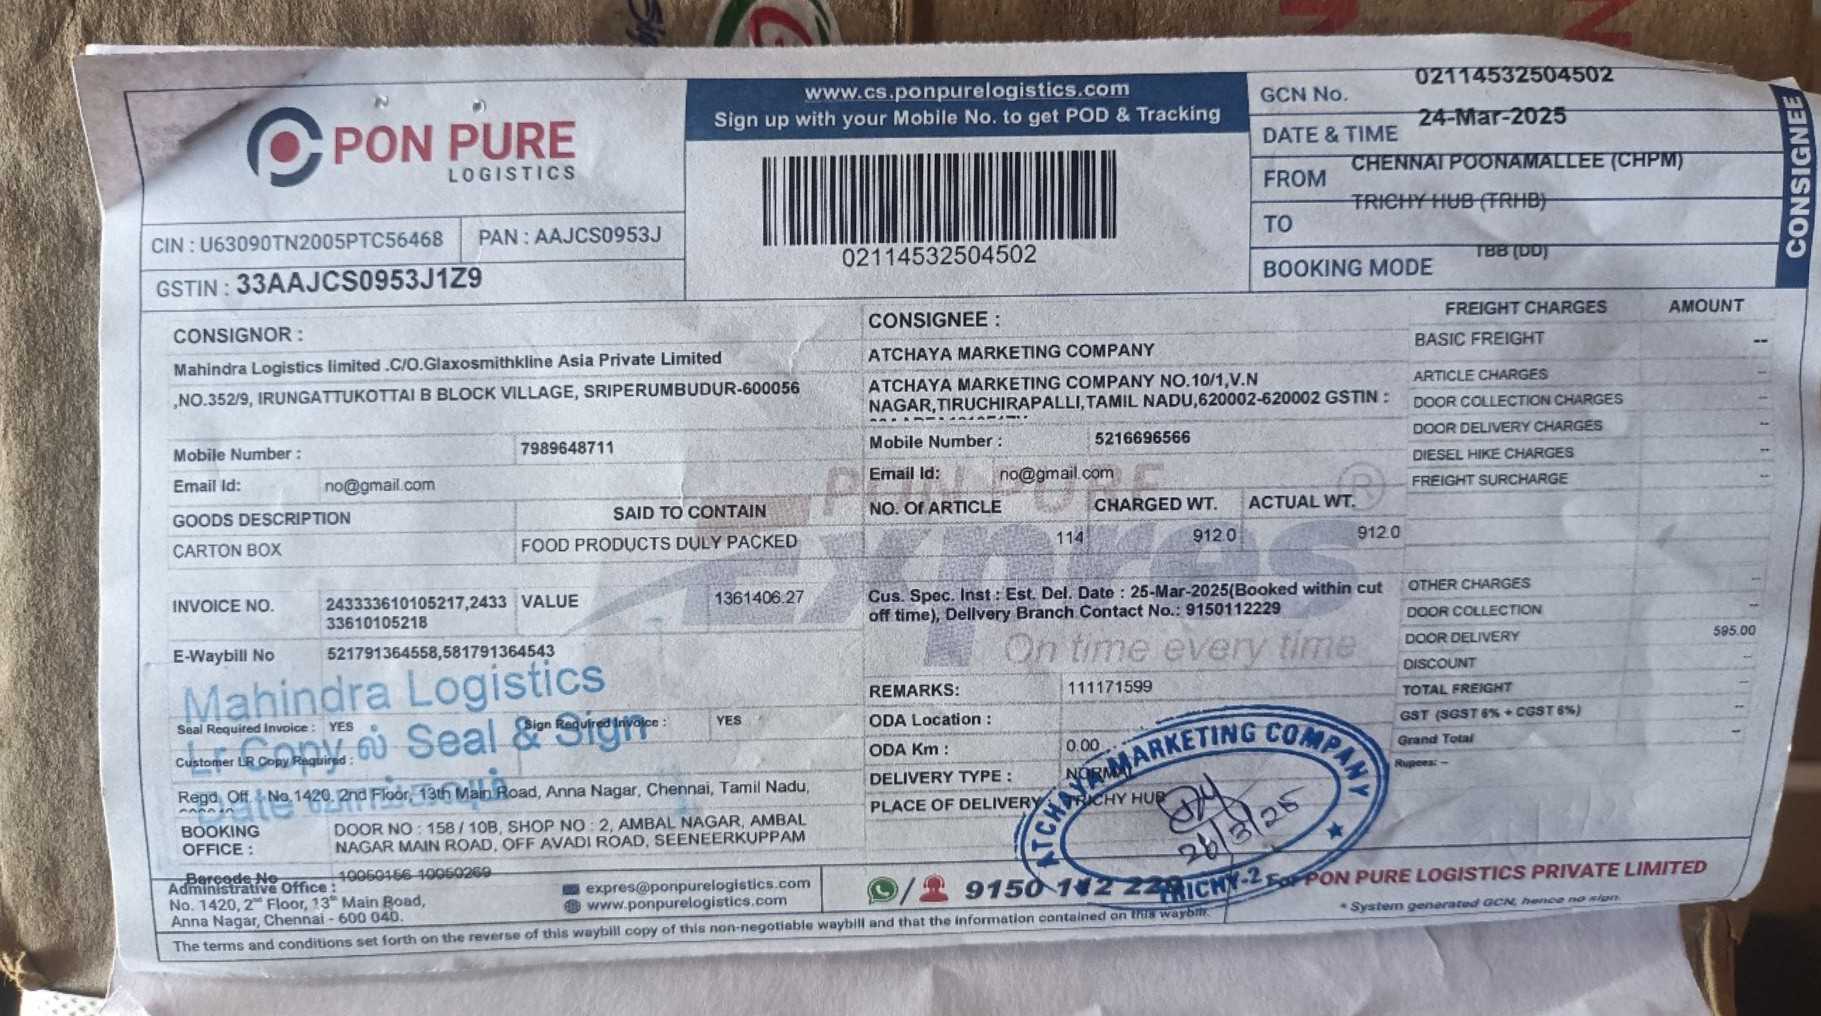 PON PURE
LOGISTICS
CIN : U63090TN2005PTC56468
PAN : AAJCS0953J
GSTIN : 33AAJCS0953J1Z9
www.cs.ponpurelogistics.com
Sign up with your Mobile No. to get POD & Tracking
02114532504502
GCN No. 02114532504502
DATE & TIME 24-Mar-2025
FROM CHENNAI POONAMALLEE (CHPM)
TO TRICHY HUB (TRHB)
BOOKING MODE TBB (DD)
CONSIGNEE
CONSIGNOR :
Mahindra Logistics limited .C/O.Glaxosmithkline Asia Private Limited
,NO.352/9, IRUNGATTUKOTTAI B BLOCK VILLAGE, SRIPERUMBUDUR-600056
Mobile Number : 7989648711
Email Id: no@gmail.com
GOODS DESCRIPTION SAID TO CONTAIN
CARTON BOX FOOD PRODUCTS DULY PACKED
INVOICE NO. 243333610105217,2433 VALUE 1361406.27
33610105218
E-Waybill No 521791364558,581791364543
Mahindra Logistics
Seal Required Invoice : YES Sign Required Invoice : YES
Lr Copy ல் Seal & Sign
Customer LR Copy Required :
Date
Regd. Off : No.1420. 2nd Floor, 13th Main Road, Anna Nagar, Chennai, Tamil Nadu,
BOOKING OFFICE : DOOR NO : 158 / 10B, SHOP NO : 2, AMBAL NAGAR, AMBAL
NAGAR MAIN ROAD, OFF AVADI ROAD, SEENEERKUPPAM
Barcode No 10050156-10050269
CONSIGNEE :
ATCHAYA MARKETING COMPANY
ATCHAYA MARKETING COMPANY NO.10/1,V.N
NAGAR,TIRUCHIRAPALLI,TAMIL NADU,620002-620002 GSTIN :
Mobile Number : 5216696566
Email Id: no@gmail.com
PON PURE
Expres
On time every time
NO. Of ARTICLE CHARGED WT. ACTUAL WT.
114 912.0 912.0
Cus. Spec. Inst : Est. Del. Date : 25-Mar-2025(Booked within cut
off time), Delivery Branch Contact No.: 9150112229
REMARKS: 111171599
ODA Location :
ODA Km : 0.00
DELIVERY TYPE : NORMAL
PLACE OF DELIVERY : TRICHY HUB
FREIGHT CHARGES AMOUNT
BASIC FREIGHT --
ARTICLE CHARGES --
DOOR COLLECTION CHARGES --
DOOR DELIVERY CHARGES --
DIESEL HIKE CHARGES --
FREIGHT SURCHARGE --
OTHER CHARGES --
DOOR COLLECTION --
DOOR DELIVERY 595.00
DISCOUNT --
TOTAL FREIGHT --
GST (SGST 6% + CGST 6%) --
Grand Total --
Rupees: --
ATCHAYA MARKETING COMPANY
26/3/25
TRICHY-2
Administrative Office :
No. 1420, 2nd Floor, 13th Main Road,
Anna Nagar, Chennai - 600 040.
expres@ponpurelogistics.com
www.ponpurelogistics.com
/ 9150 112 229
For PON PURE LOGISTICS PRIVATE LIMITED
* System generated GCN, hence no sign.
The terms and conditions set forth on the reverse of this waybill copy of this non-negotiable waybill and that the information contained on this waybill.